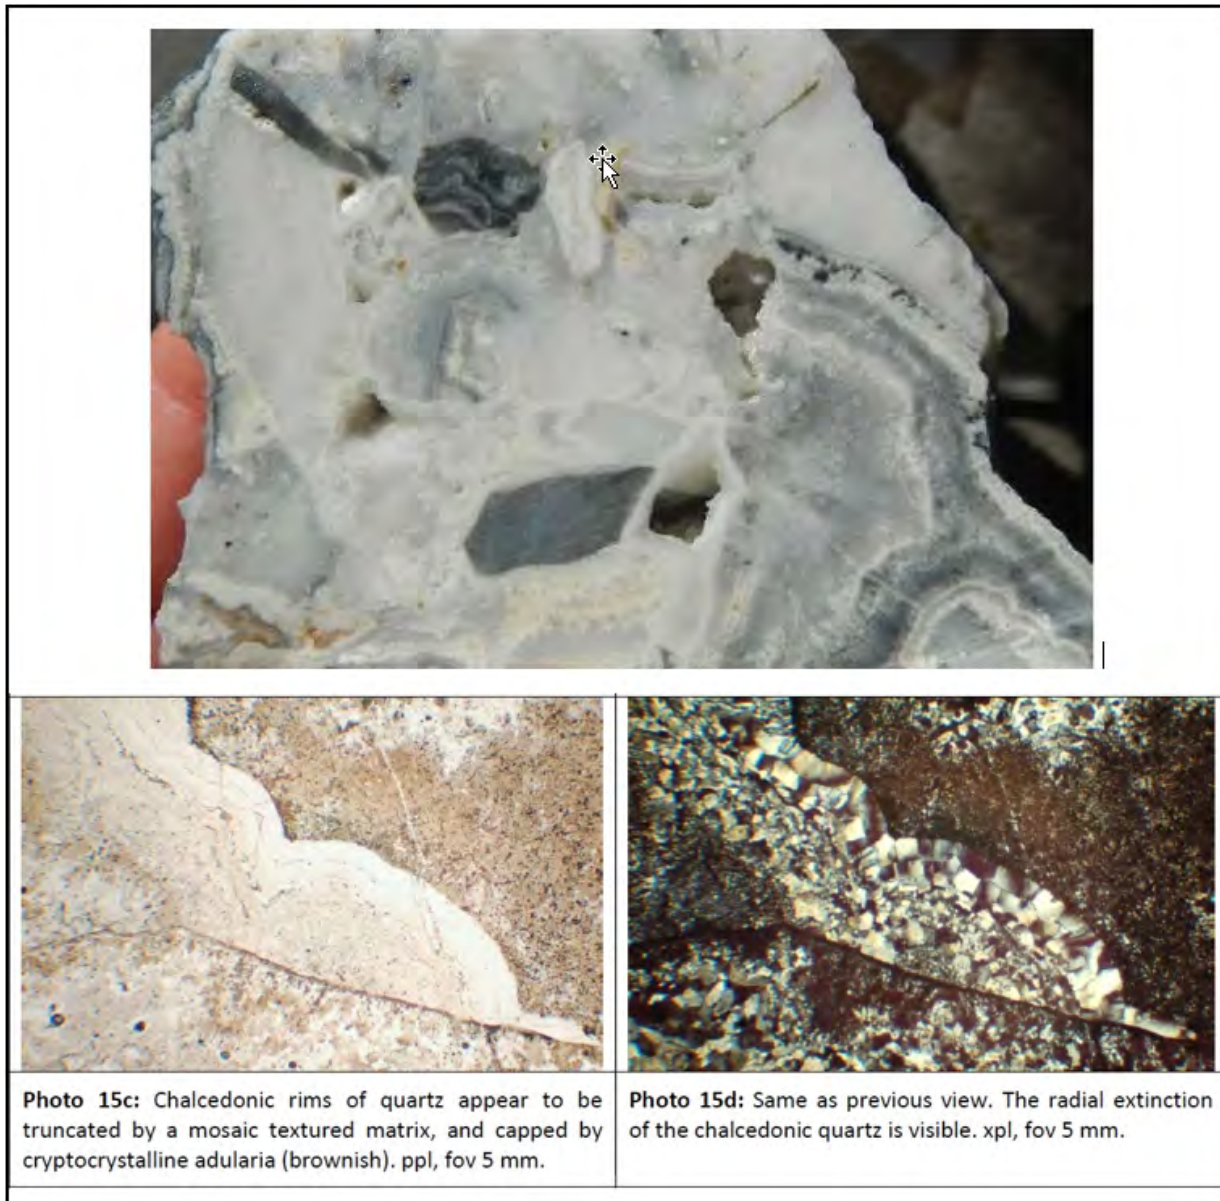 Photo 15c: Chalcedonic rims of quartz appear to be
truncated by a mosaic textured matrix, and capped by
cryptocrystalline adularia (brownish). ppl, fov 5 mm.
Photo 15d: Same as previous view. The radial extinction
of the chalcedonic quartz is visible. xpl, fov 5 mm.